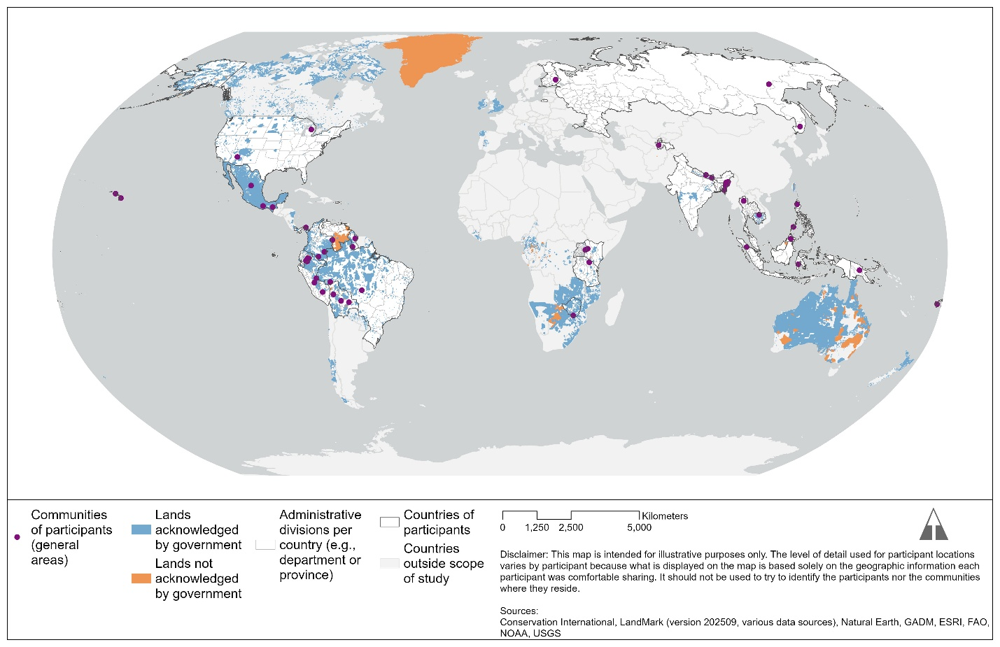 Communities
of participants
(general
areas)
Lands
acknowledged
by government
Lands not
acknowledged
by government
Administrative
divisions per
country (e.g.,
department or
province)
Countries of
participants
Countries
outside scope
of study
Kilometers
0 1,250 2,500 5,000
Disclaimer: This map is intended for illustrative purposes only. The level of detail used for participant locations
varies by participant because what is displayed on the map is based solely on the geographic information each
participant was comfortable sharing. It should not be used to try to identify the participants nor the communities
where they reside.
Sources:
Conservation International, LandMark (version 202509, various data sources), Natural Earth, GADM, ESRI, FAO,
NOAA, USGS